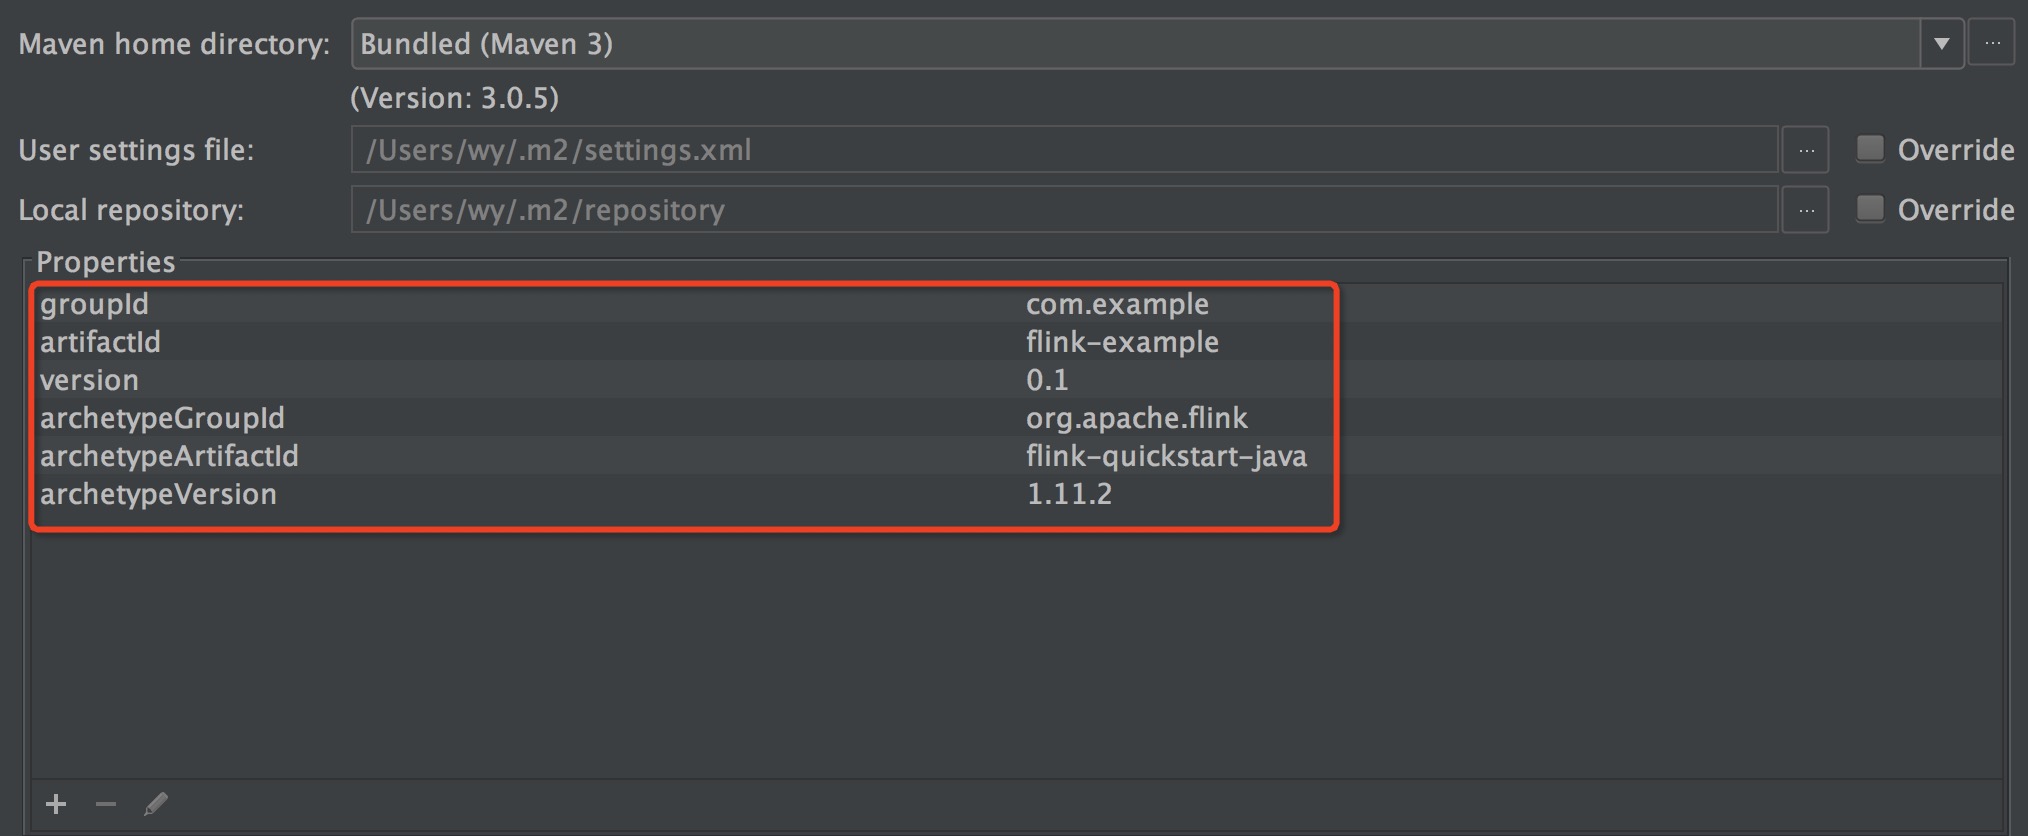 Maven home directory: Bundled (Maven 3)
(Version: 3.0.5)
User settings file: /Users/wy/.m2/settings.xml ... Override
Local repository: /Users/wy/.m2/repository ... Override
Properties
groupId com.example
artifactId flink-example
version 0.1
archetypeGroupId org.apache.flink
archetypeArtifactId flink-quickstart-java
archetypeVersion 1.11.2